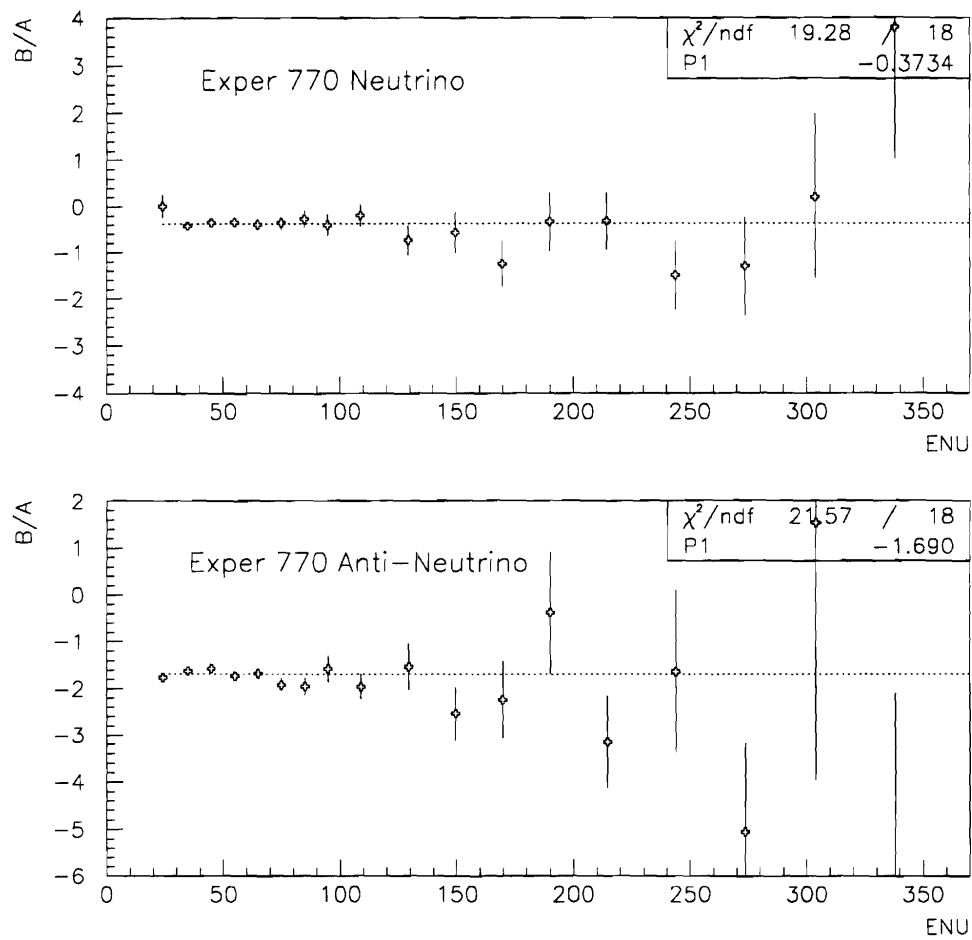 B/A
4
3
2
1
0
−1
−2
−3
−4
Exper 770 Neutrino
χ²/ndf 19.28 / 18
P1 −0.3734
0 50 100 150 200 250 300 350
ENU
B/A
2
1
0
−1
−2
−3
−4
−5
−6
Exper 770 Anti−Neutrino
χ²/ndf 21.57 / 18
P1 −1.690
0 50 100 150 200 250 300 350
ENU